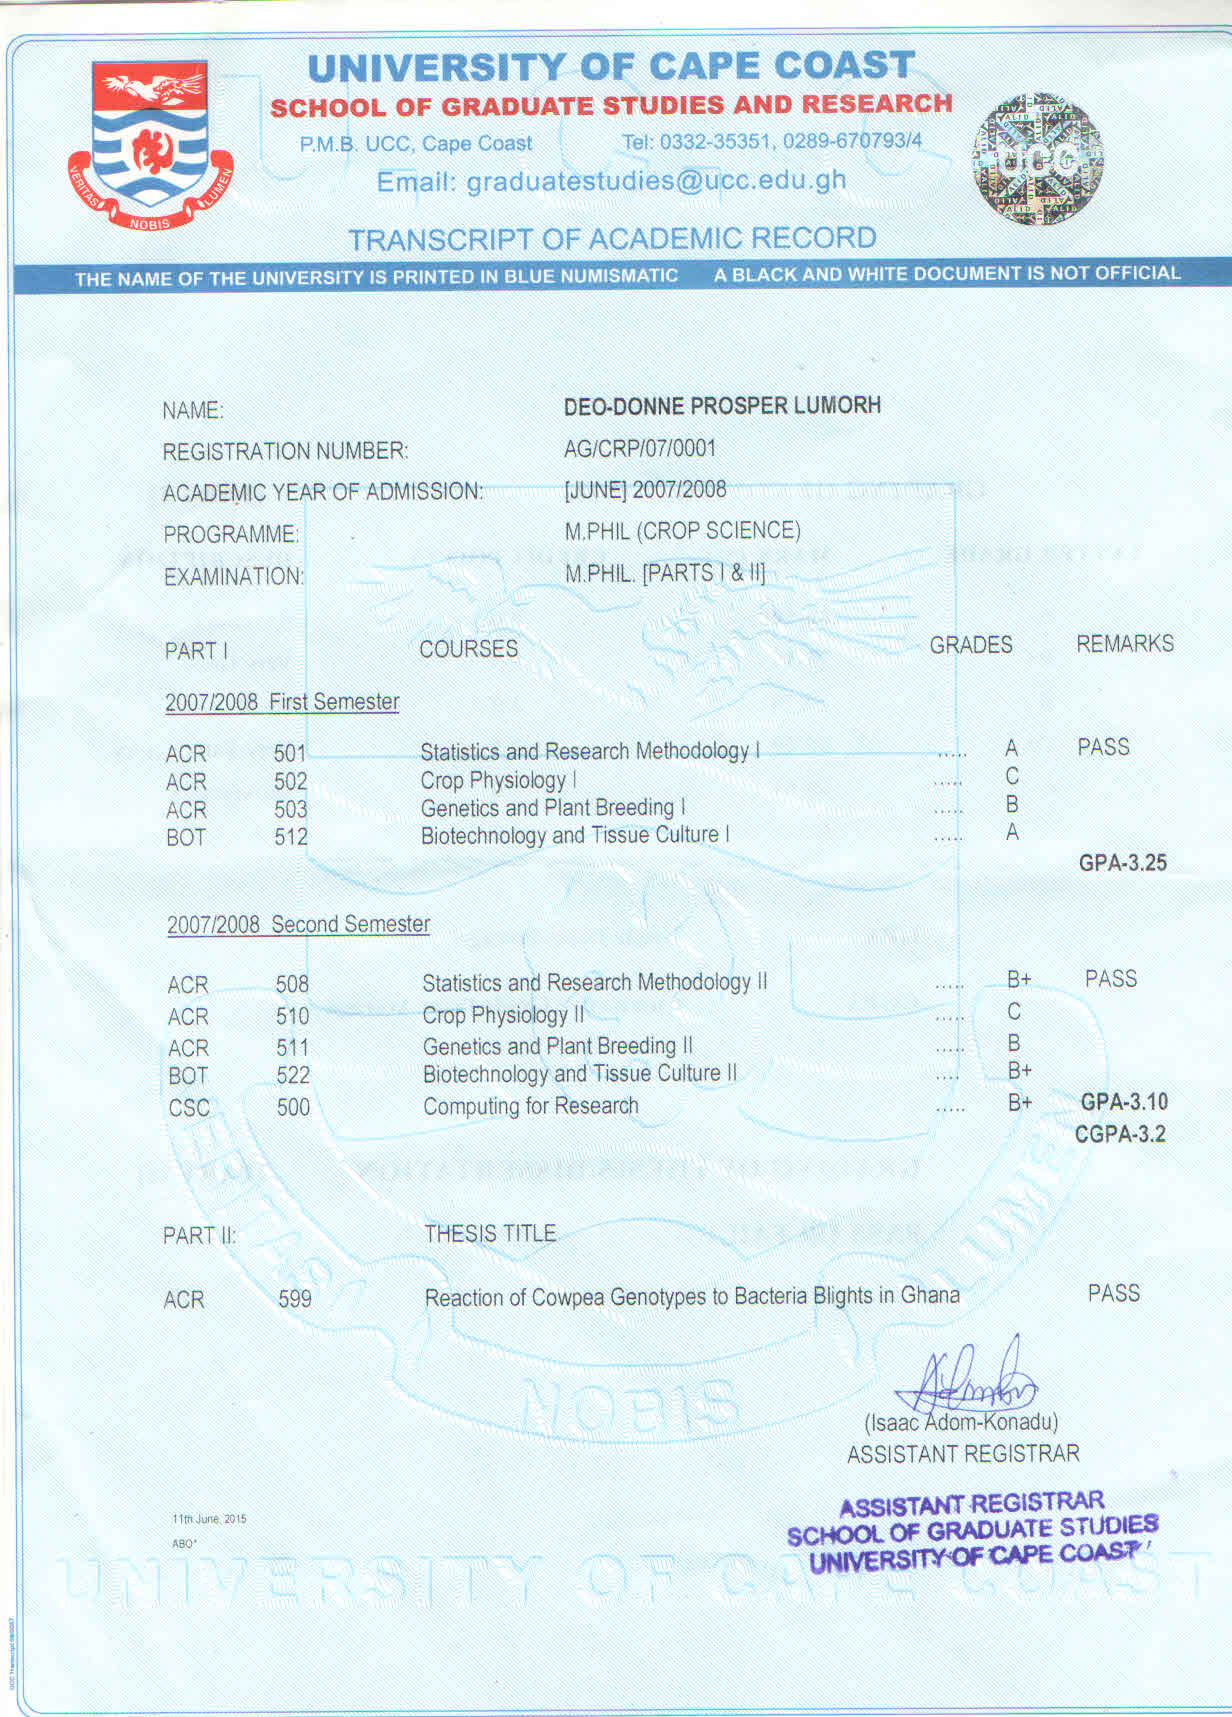 UNIVERSITY OF CAPE COAST
SCHOOL OF GRADUATE STUDIES AND RESEARCH
P.M.B. UCC, Cape Coast Tel: 0332-35351, 0289-670793/4
Email: graduatestudies@ucc.edu.gh
VERITAS NOBIS LUMEN
UCC
TRANSCRIPT OF ACADEMIC RECORD
THE NAME OF THE UNIVERSITY IS PRINTED IN BLUE NUMISMATIC A BLACK AND WHITE DOCUMENT IS NOT OFFICIAL
NAME: DEO-DONNE PROSPER LUMORH
REGISTRATION NUMBER: AG/CRP/07/0001
ACADEMIC YEAR OF ADMISSION: [JUNE] 2007/2008
PROGRAMME: M.PHIL (CROP SCIENCE)
EXAMINATION: M.PHIL. [PARTS I & II]
PART I COURSES GRADES REMARKS
2007/2008 First Semester
ACR 501 Statistics and Research Methodology I ..... A PASS
ACR 502 Crop Physiology I ..... C
ACR 503 Genetics and Plant Breeding I ..... B
BOT 512 Biotechnology and Tissue Culture I ..... A
GPA-3.25
2007/2008 Second Semester
ACR 508 Statistics and Research Methodology II ..... B+ PASS
ACR 510 Crop Physiology II ..... C
ACR 511 Genetics and Plant Breeding II ..... B
BOT 522 Biotechnology and Tissue Culture II .... B+
CSC 500 Computing for Research ..... B+ GPA-3.10
CGPA-3.2
PART II: THESIS TITLE
ACR 599 Reaction of Cowpea Genotypes to Bacteria Blights in Ghana PASS
(Isaac Adom-Konadu)
ASSISTANT REGISTRAR
ASSISTANT REGISTRAR
SCHOOL OF GRADUATE STUDIES
UNIVERSITY OF CAPE COAST
11th June, 2015
ABO*
NOBIS
UNIVERSITY OF CAPE COAST